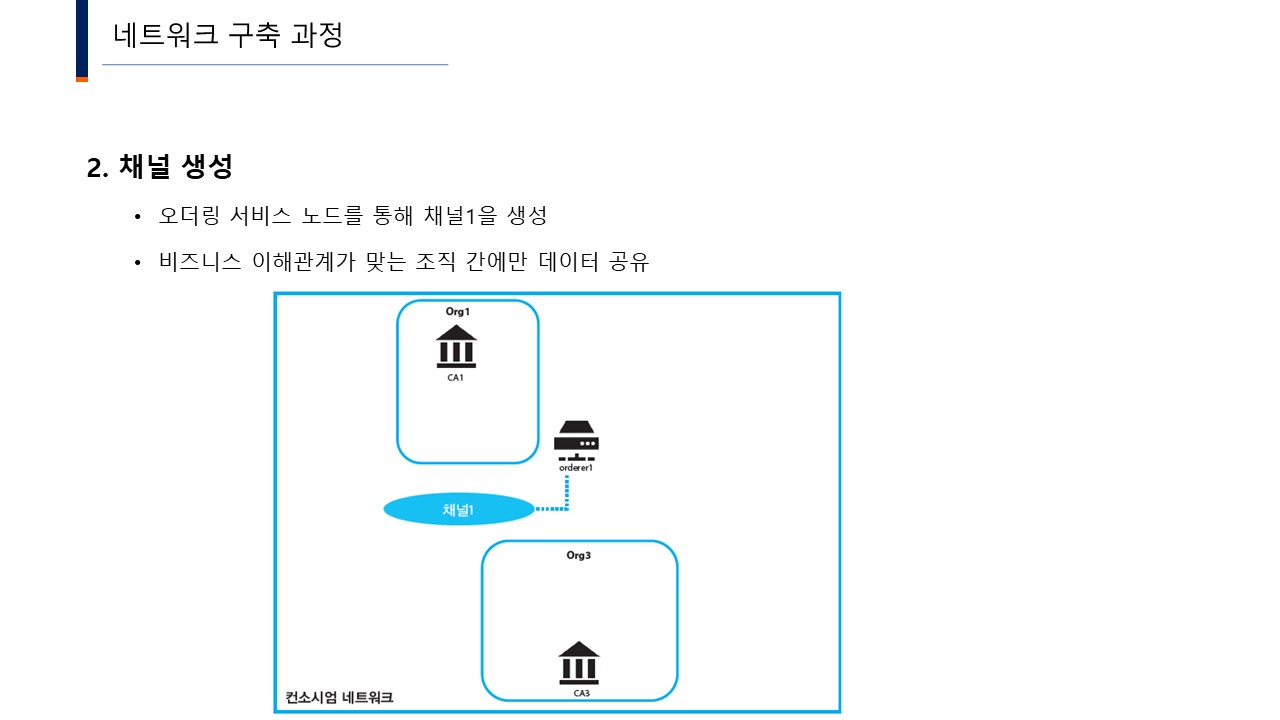 네트워크 구축 과정
2. 채널 생성
• 오더링 서비스 노드를 통해 채널1을 생성
• 비즈니스 이해관계가 맞는 조직 간에만 데이터 공유
Org1
CA1
orderer1
채널1
Org3
CA3
컨소시엄 네트워크